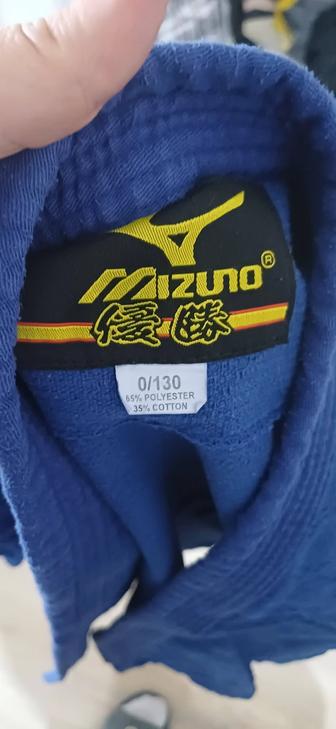 MIZUNO®
優勝
0/130
65% POLYESTER
35% COTTON